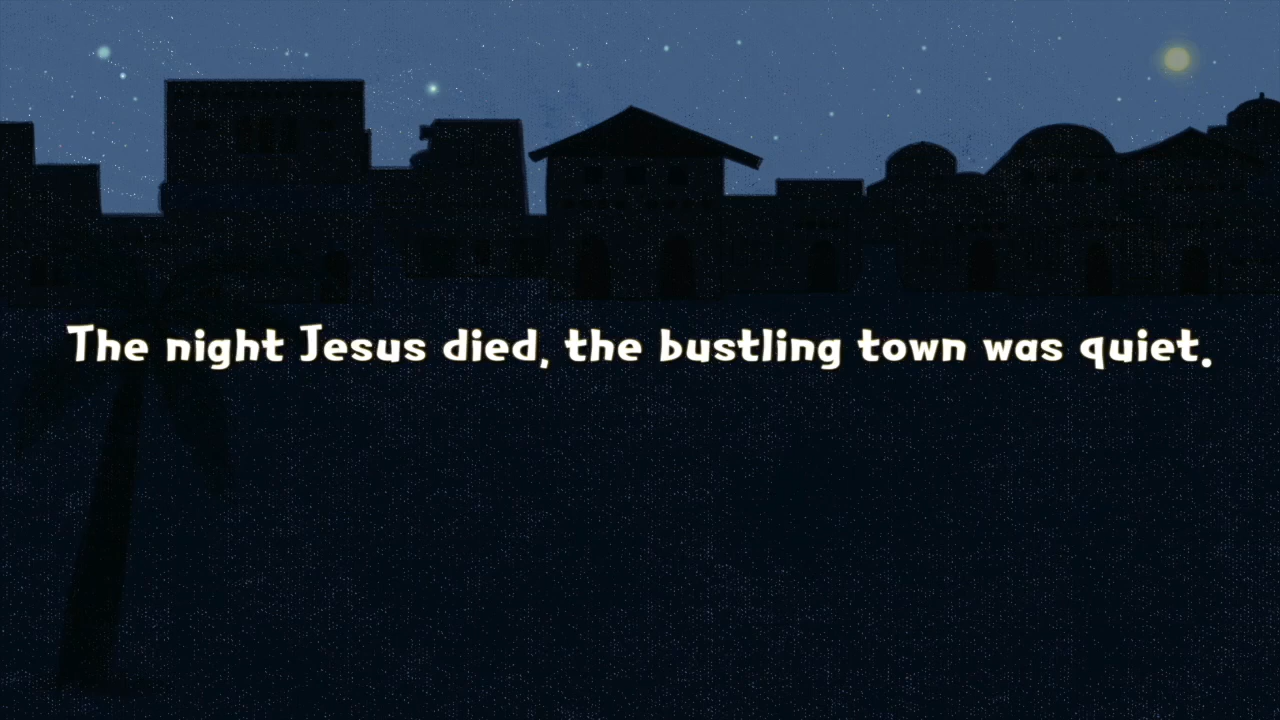 The night Jesus died, the bustling town was quiet.